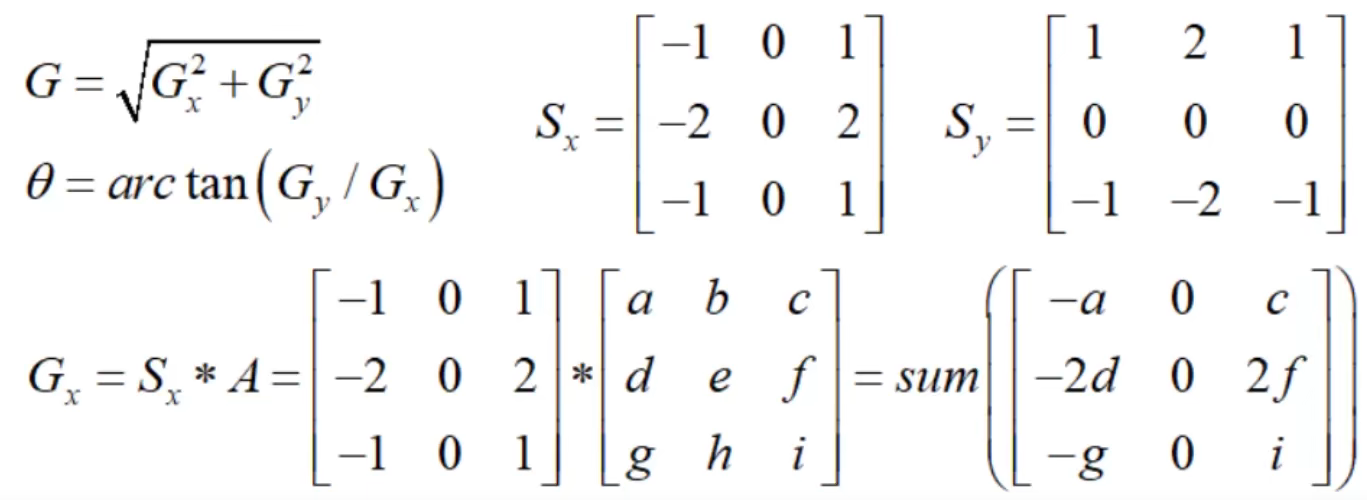 G = √(G_x^2 + G_y^2)
θ = arc tan(G_y / G_x)
S_x = [−1 0 1; −2 0 2; −1 0 1]
S_y = [1 2 1; 0 0 0; −1 −2 −1]
G_x = S_x * A = [−1 0 1; −2 0 2; −1 0 1] * [a b c; d e f; g h i] = sum([−a 0 c; −2d 0 2f; −g 0 i])